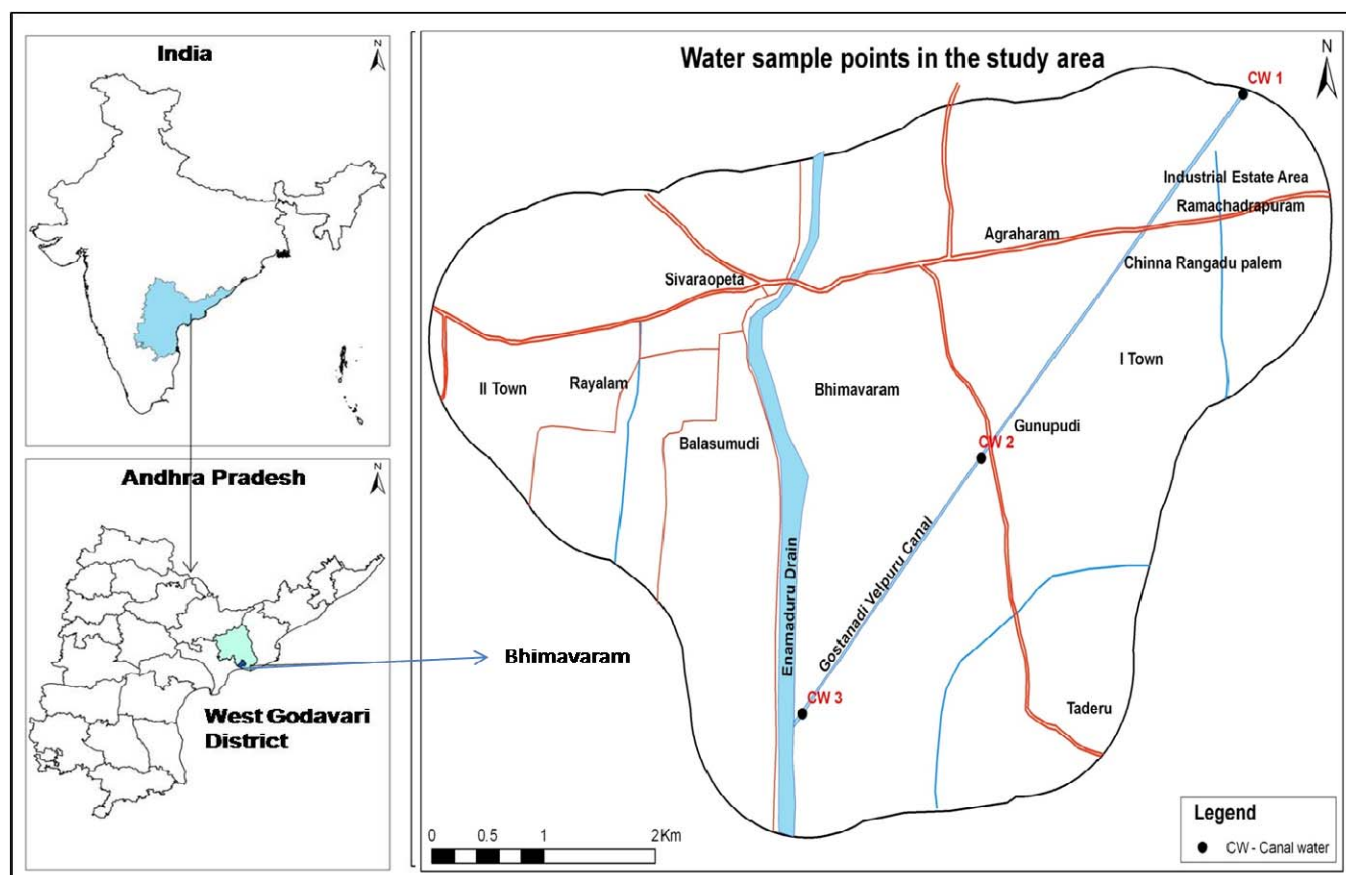 India
N
Andhra Pradesh
N
West Godavari
District
Bhimavaram
Water sample points in the study area
N
CW 1
Industrial Estate Area
Ramachadrapuram
Agraharam
Chinna Rangadu palem
Sivaraopeta
I Town
II Town
Rayalam
Bhimavaram
Gunupudi
Balasumudi
CW 2
Enamaduru Drain
Gostanadi Velpuru Canal
CW 3
Taderu
0 0.5 1 2Km
Legend
CW - Canal water